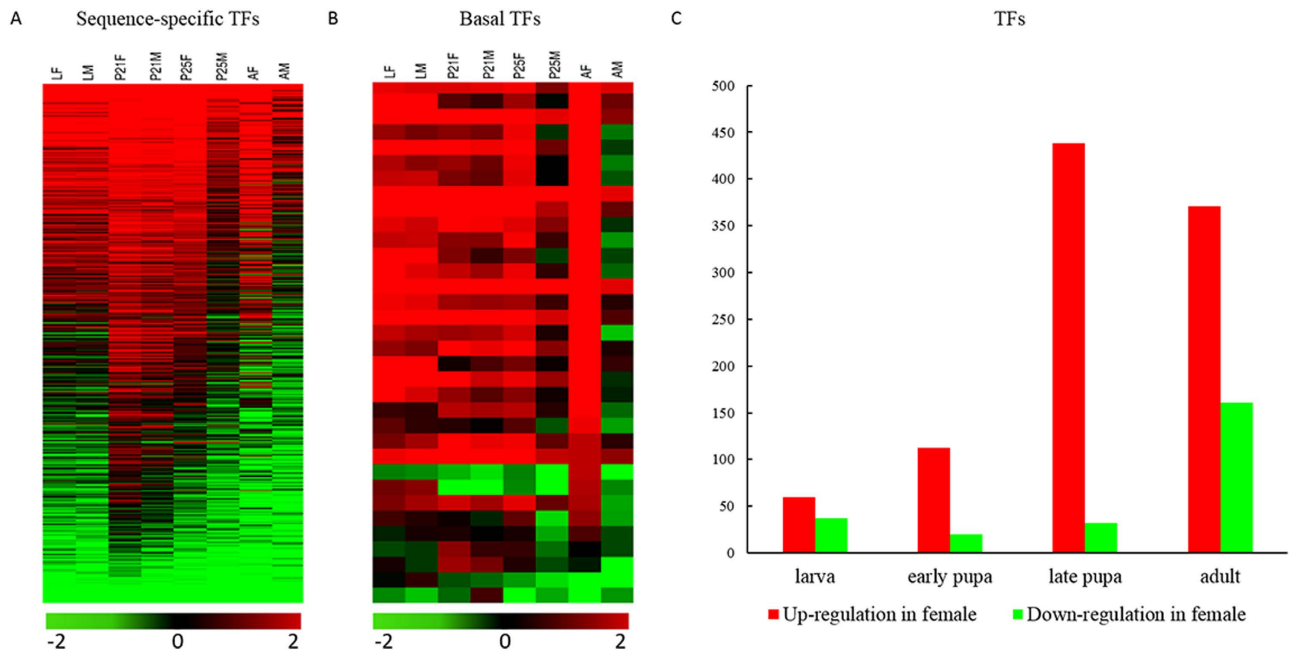 A Sequence-specific TFs
LF LM P21F P21M P25F P25M AF AM
-2 0 2
B Basal TFs
LF LM P21F P21M P25F P25M AF AM
-2 0 2
C TFs
500
450
400
350
300
250
200
150
100
50
0
larva early pupa late pupa adult
Up-regulation in female Down-regulation in female